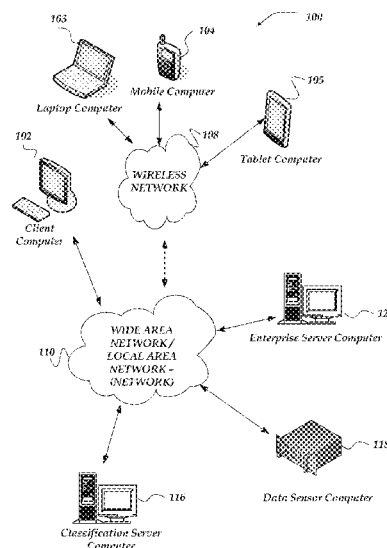 103
104
100
105
Laptop Computer
Mobile Computer
102
108
Tablet Computer
WIRELESS
NETWORK
Client
Computer
WIDE AREA
NETWORK/
LOCAL AREA
NETWORK -
(NETWORK)
110
Enterprise Server Computer
118
116
Data Sensor Computer
Classification Server
Computer